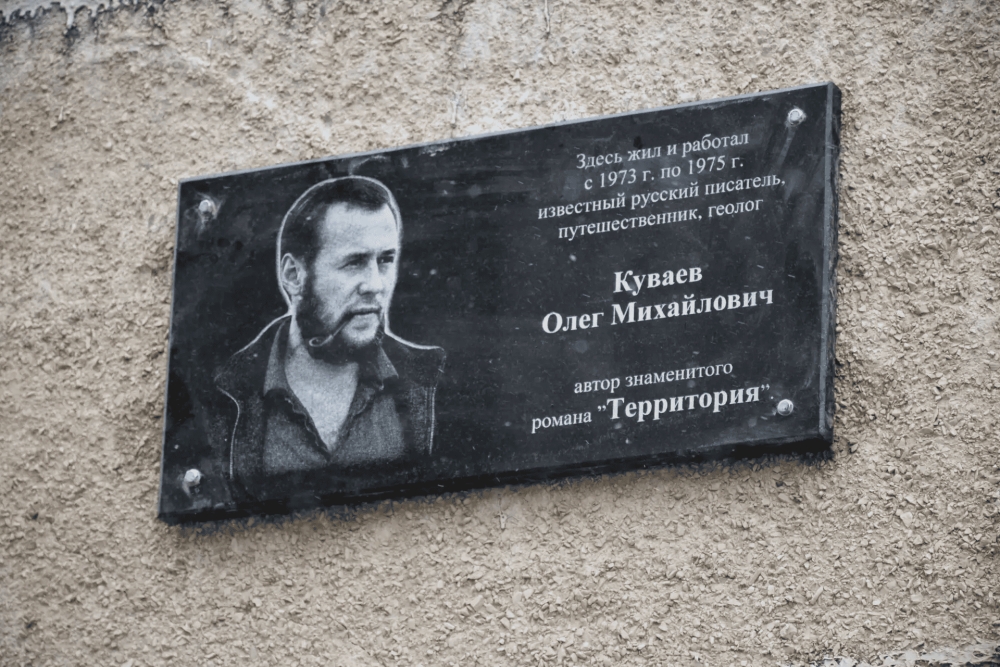 Здесь жил и работал
с 1973 г. по 1975 г.
известный русский писатель,
путешественник, геолог
Куваев
Олег Михайлович
автор знаменитого
романа ”Территория”.